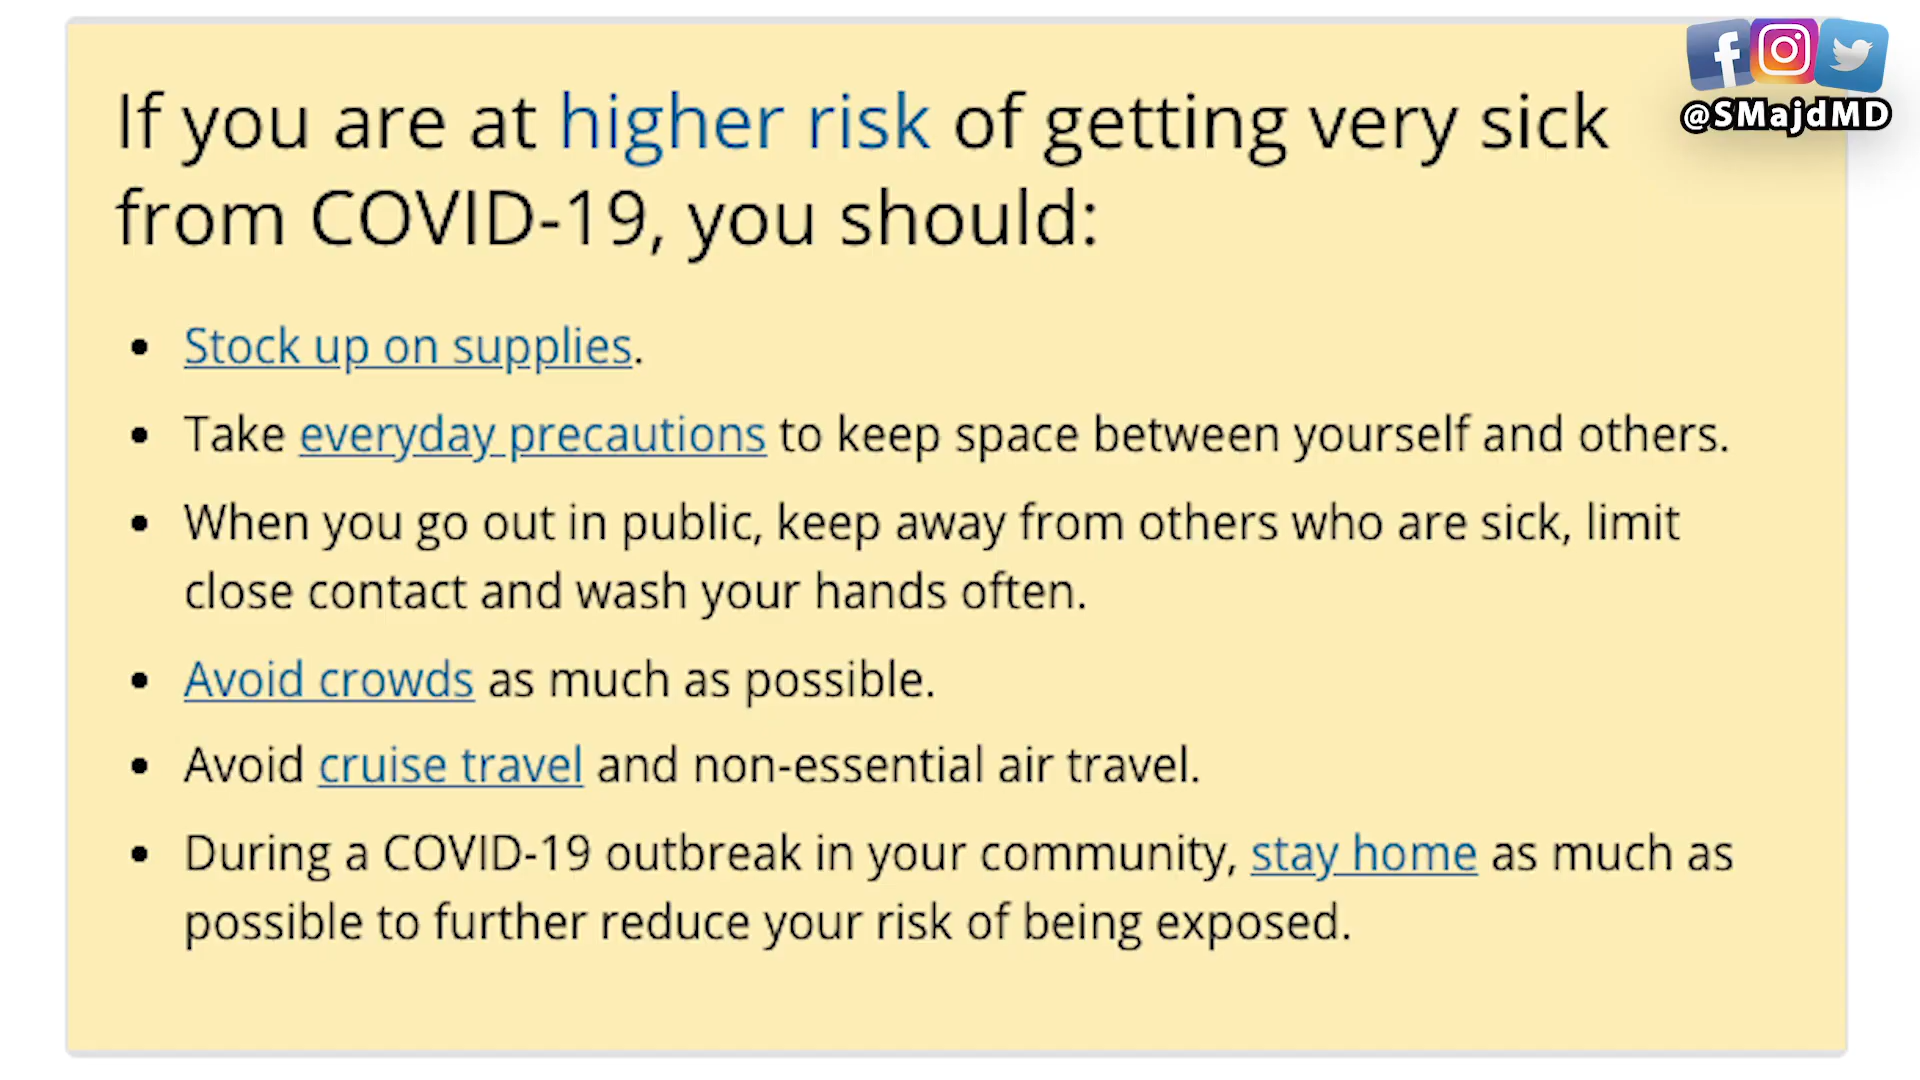 If you are at higher risk of getting very sick
from COVID-19, you should:
• Stock up on supplies.
• Take everyday precautions to keep space between yourself and others.
• When you go out in public, keep away from others who are sick, limit
close contact and wash your hands often.
• Avoid crowds as much as possible.
• Avoid cruise travel and non-essential air travel.
• During a COVID-19 outbreak in your community, stay home as much as
possible to further reduce your risk of being exposed.
@SMajdMD